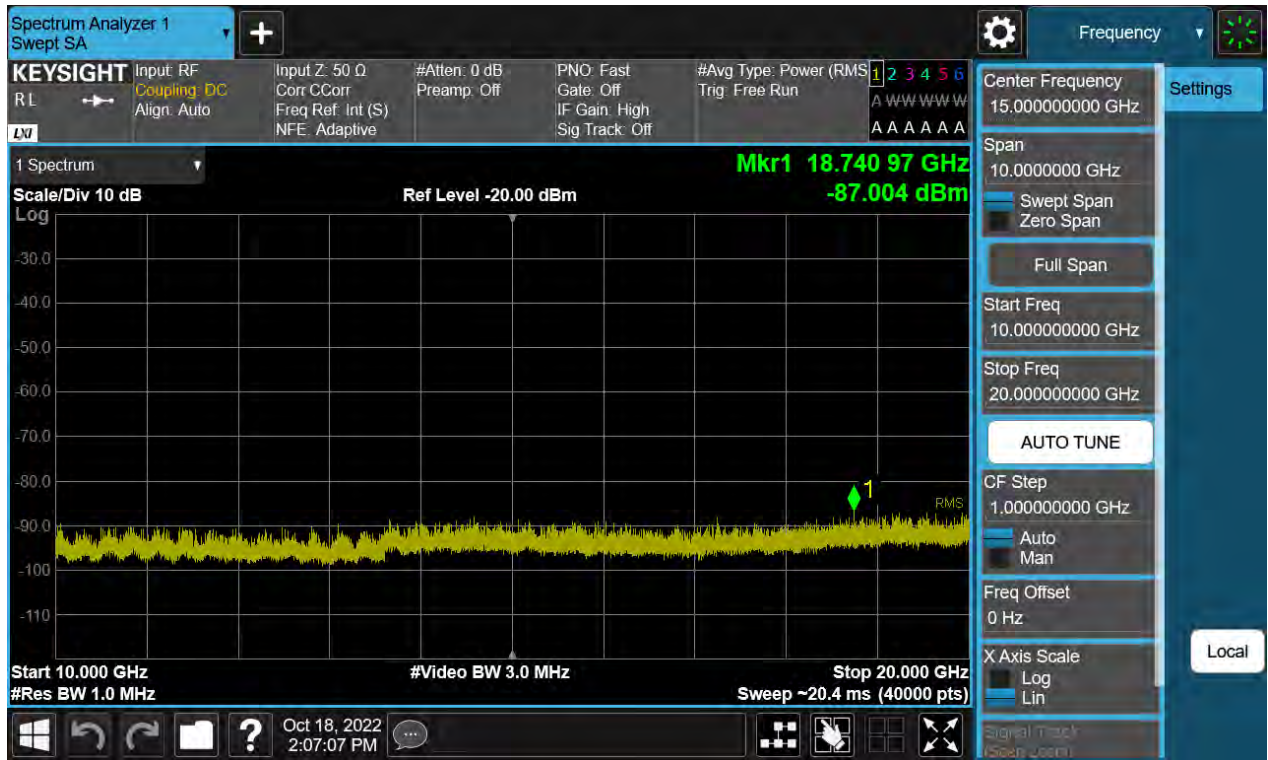 Spectrum Analyzer 1
Swept SA
+
Frequency
KEYSIGHT
RL
LXI
Input: RF
Coupling: DC
Align: Auto
Input Z: 50 Ω
Corr CCorr
Freq Ref: Int (S)
NFE: Adaptive
#Atten: 0 dB
Preamp: Off
PNO: Fast
Gate: Off
IF Gain: High
Sig Track: Off
#Avg Type: Power (RMS
Trig: Free Run
1 2 3 4 5 6
A W W W W W
A A A A A A
1 Spectrum
Scale/Div 10 dB
Ref Level -20.00 dBm
Mkr1 18.740 97 GHz
-87.004 dBm
Log
-30.0
-40.0
-50.0
-60.0
-70.0
-80.0
-90.0
-100
-110
1
RMS
Start 10.000 GHz
#Res BW 1.0 MHz
#Video BW 3.0 MHz
Stop 20.000 GHz
Sweep ~20.4 ms (40000 pts)
Center Frequency
15.000000000 GHz
Settings
Span
10.0000000 GHz
Swept Span
Zero Span
Full Span
Start Freq
10.000000000 GHz
Stop Freq
20.000000000 GHz
AUTO TUNE
CF Step
1.000000000 GHz
Auto
Man
Freq Offset
0 Hz
X Axis Scale
Log
Lin
Local
Signal Track
(Span Zoom)
?
Oct 18, 2022
2:07:07 PM